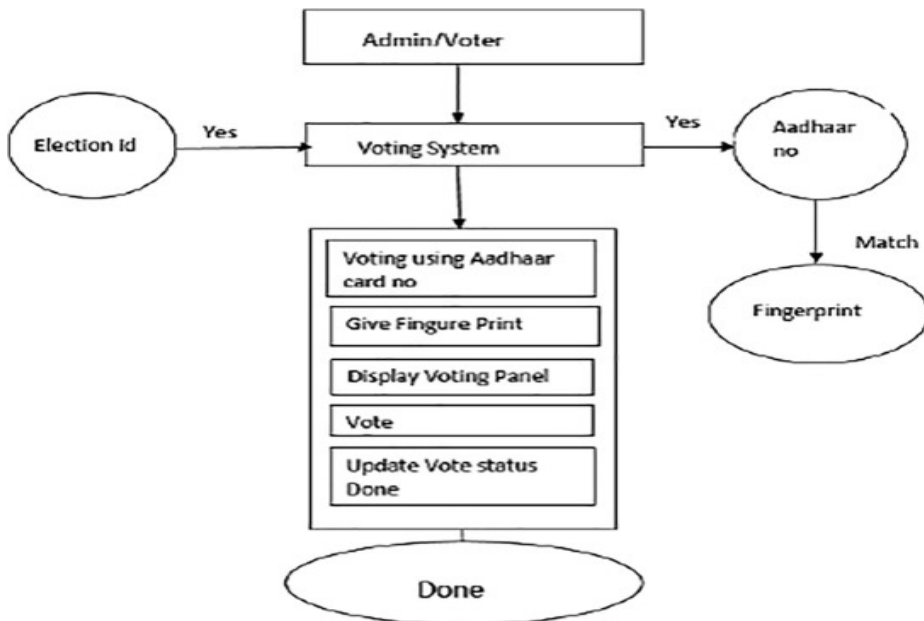 Admin/Voter
Election id
Yes
Voting System
Yes
Aadhaar
no
Match
Fingerprint
Voting using Aadhaar
card no
Give Fingure Print
Display Voting Panel
Vote
Update Vote status
Done
Done